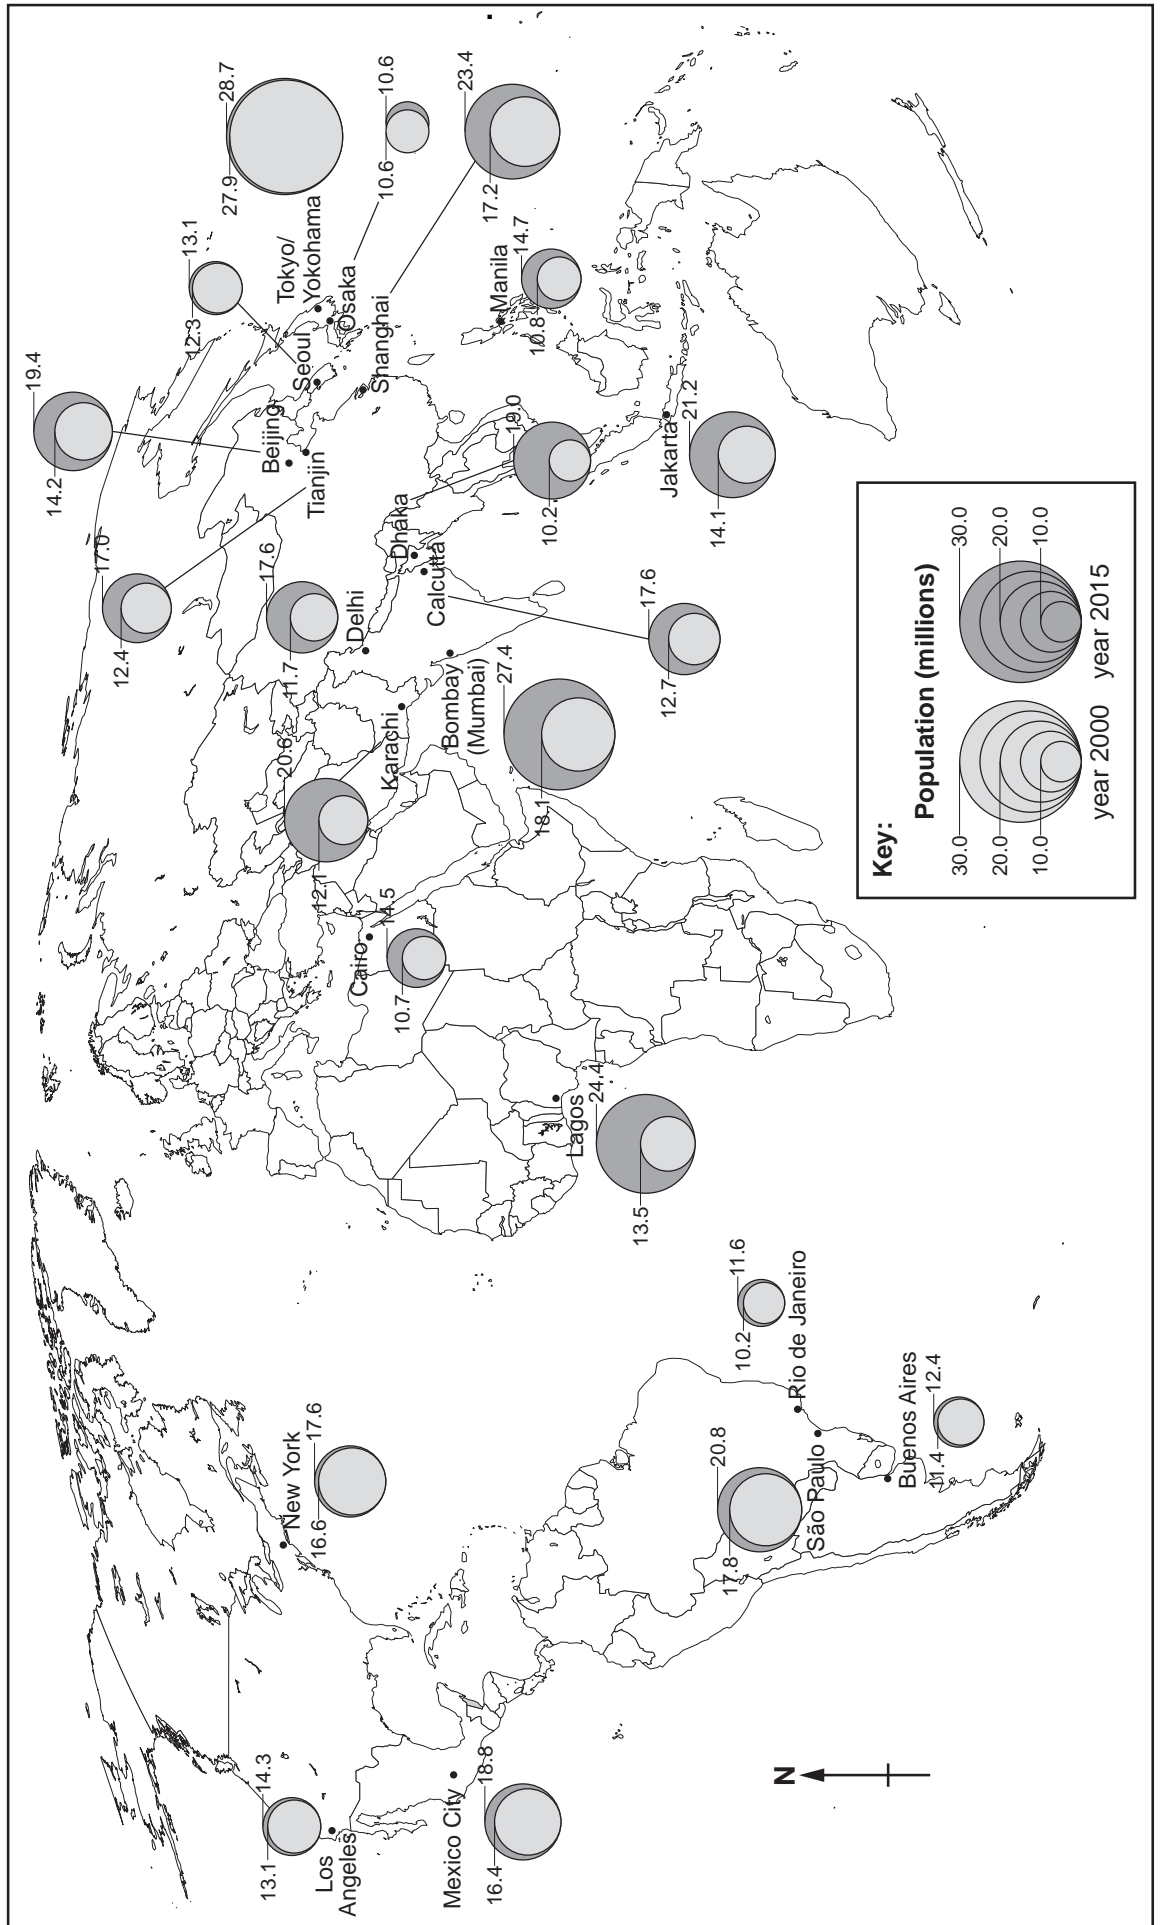 13.1
14.3
Los
Angeles
16.6
17.6
New York
16.4
18.8
Mexico City
10.2
11.6
Rio de Janeiro
17.8
20.8
São Paulo
11.4
12.4
Buenos Aires
13.5
24.4
Lagos
10.7
14.5
Cairo
12.1
20.6
Karachi
18.1
27.4
Bombay
(Mumbai)
11.7
17.6
Delhi
12.7
17.6
Calcutta
10.2
19.0
Dhaka
12.4
17.0
Tianjin
14.2
19.4
Beijing
12.3
13.1
Seoul
27.9
28.7
Tokyo/
Yokohama
10.6
10.6
Osaka
17.2
23.4
Shanghai
10.8
14.7
Manila
14.1
21.2
Jakarta
N
Key:
Population (millions)
30.0
30.0
20.0
20.0
10.0
10.0
year 2000
year 2015